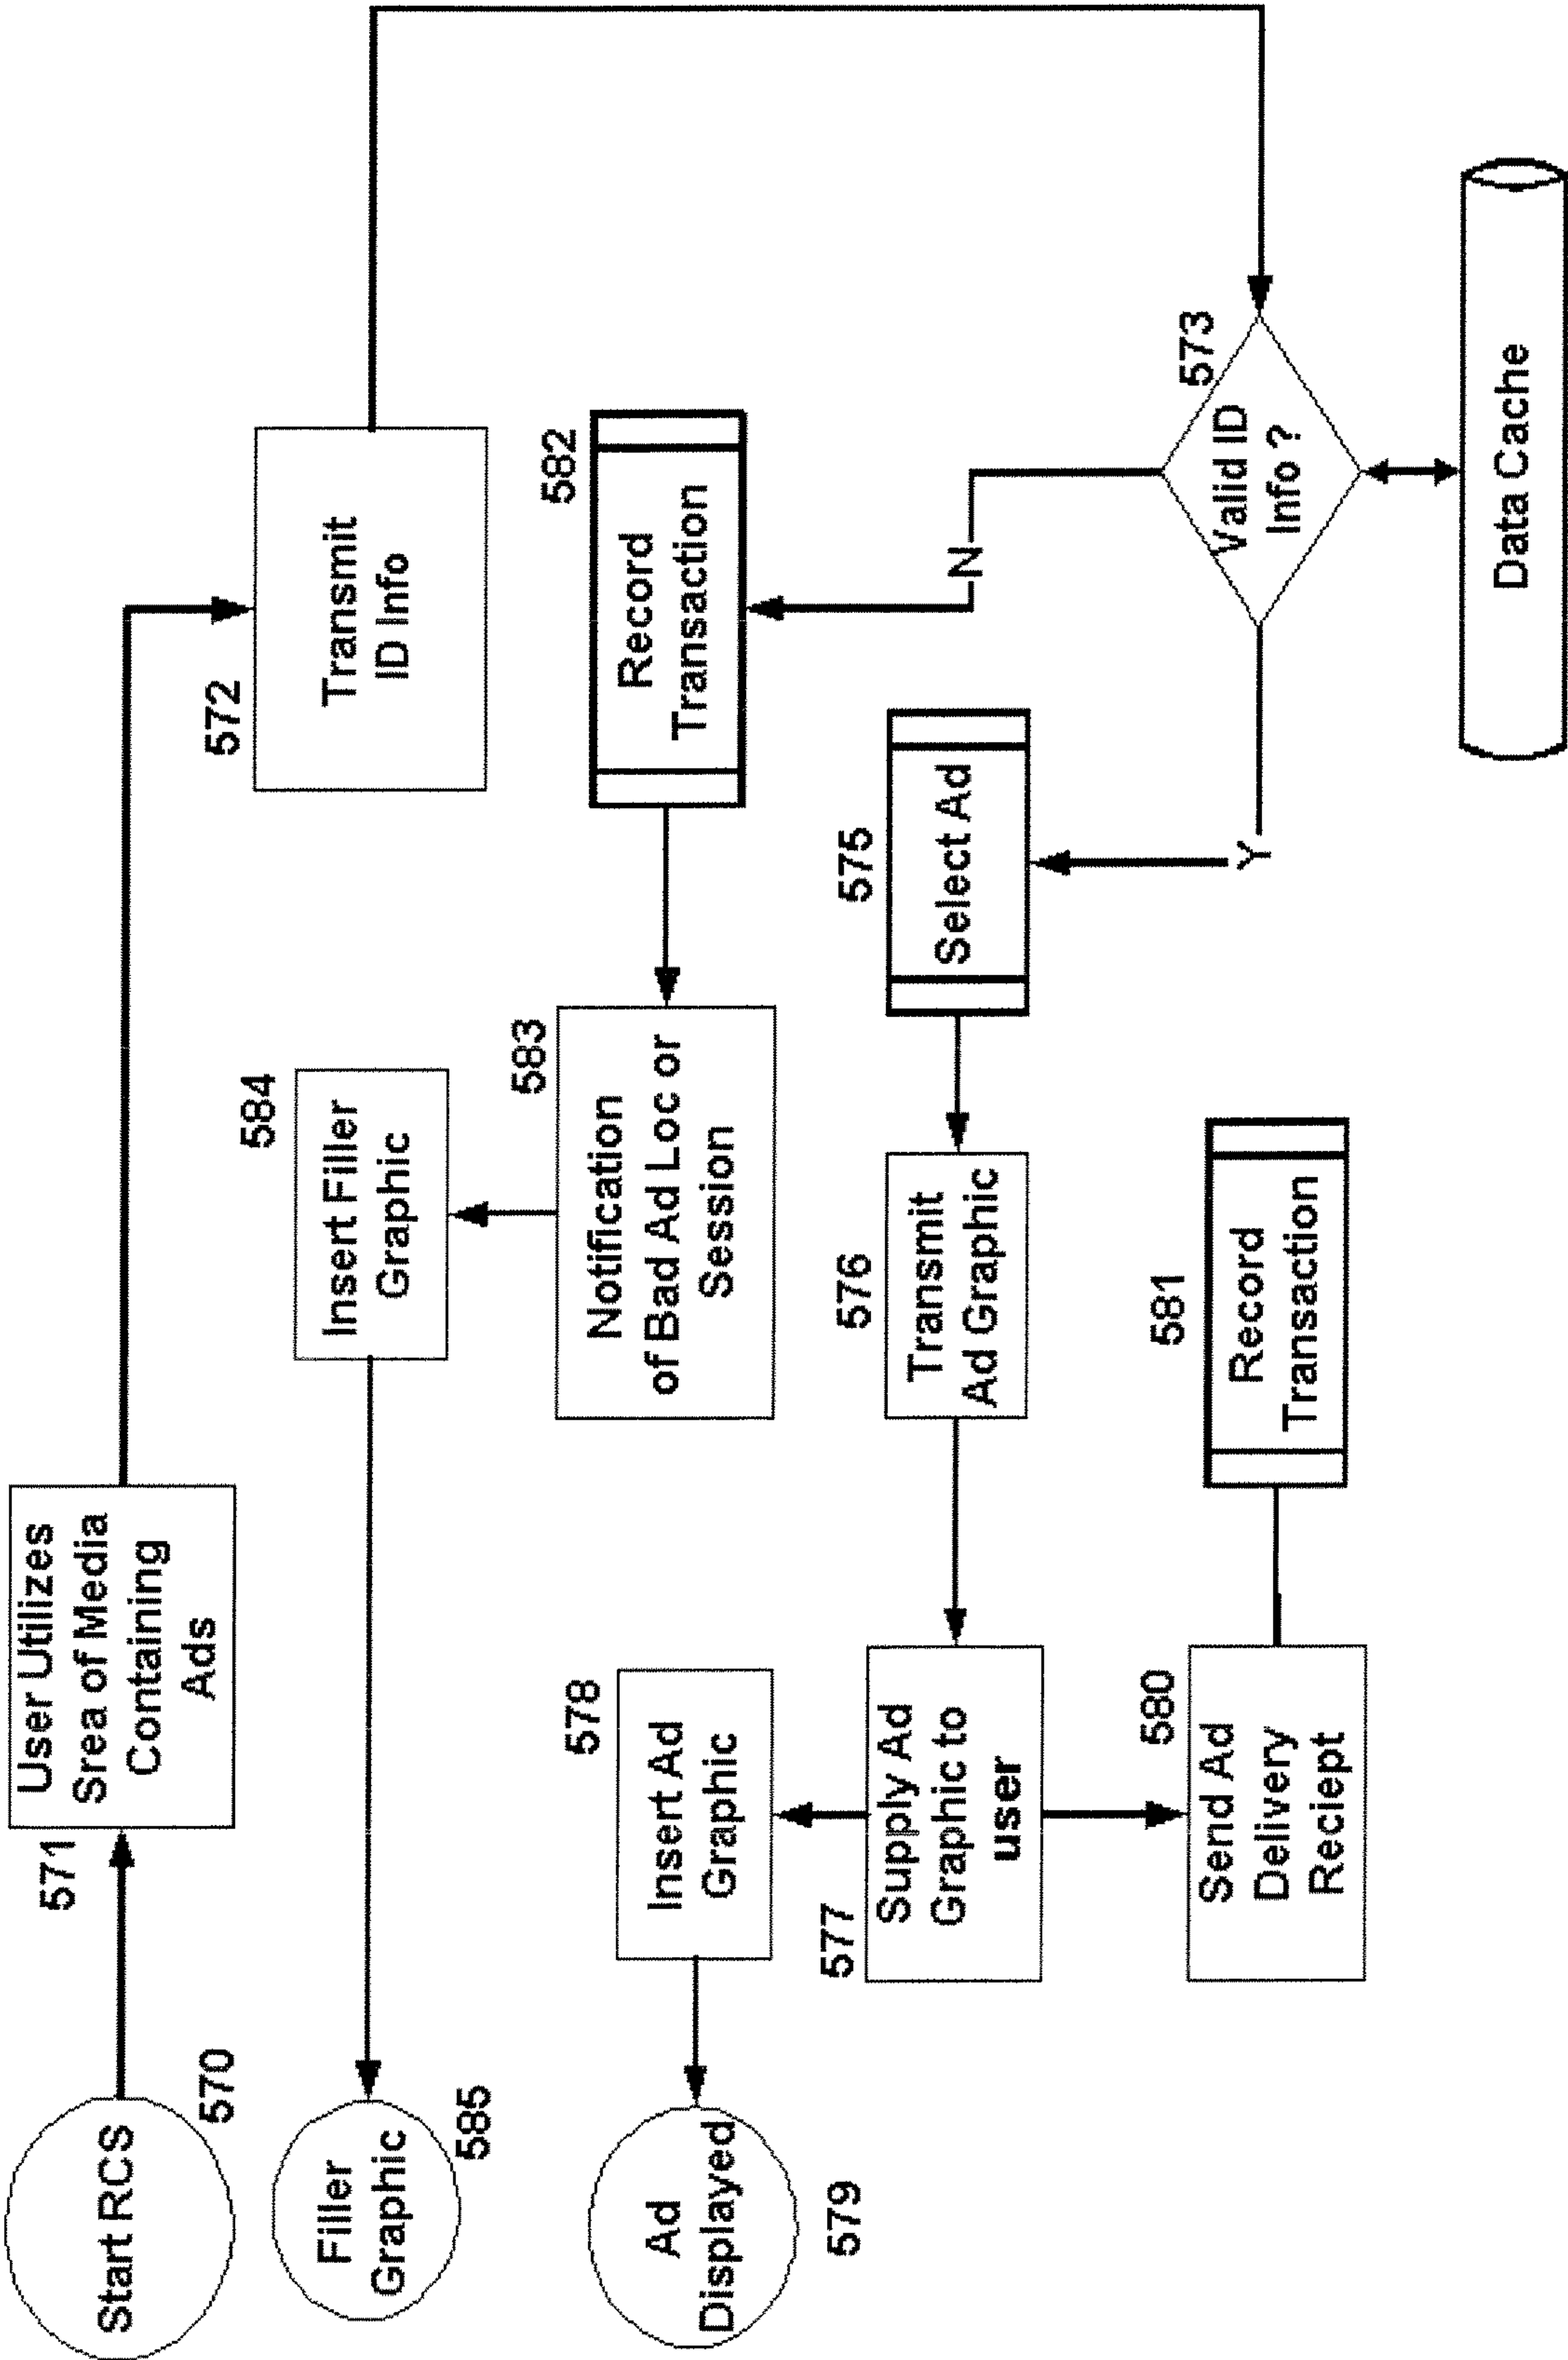 Start RCS
570
571
User Utilizes
Srea of Media
Containing
Ads
572
Transmit
ID Info
573
Valid ID
Info ?
Data Cache
N
582
Record
Transaction
583
Notification
of Bad Ad Loc or
Session
584
Insert Filler
Graphic
585
Filler
Graphic
Y
575
Select Ad
576
Transmit
Ad Graphic
577
Supply Ad
Graphic to
user
578
Insert Ad
Graphic
579
Ad
Displayed
580
Send Ad
Delivery
Reciept
581
Record
Transaction